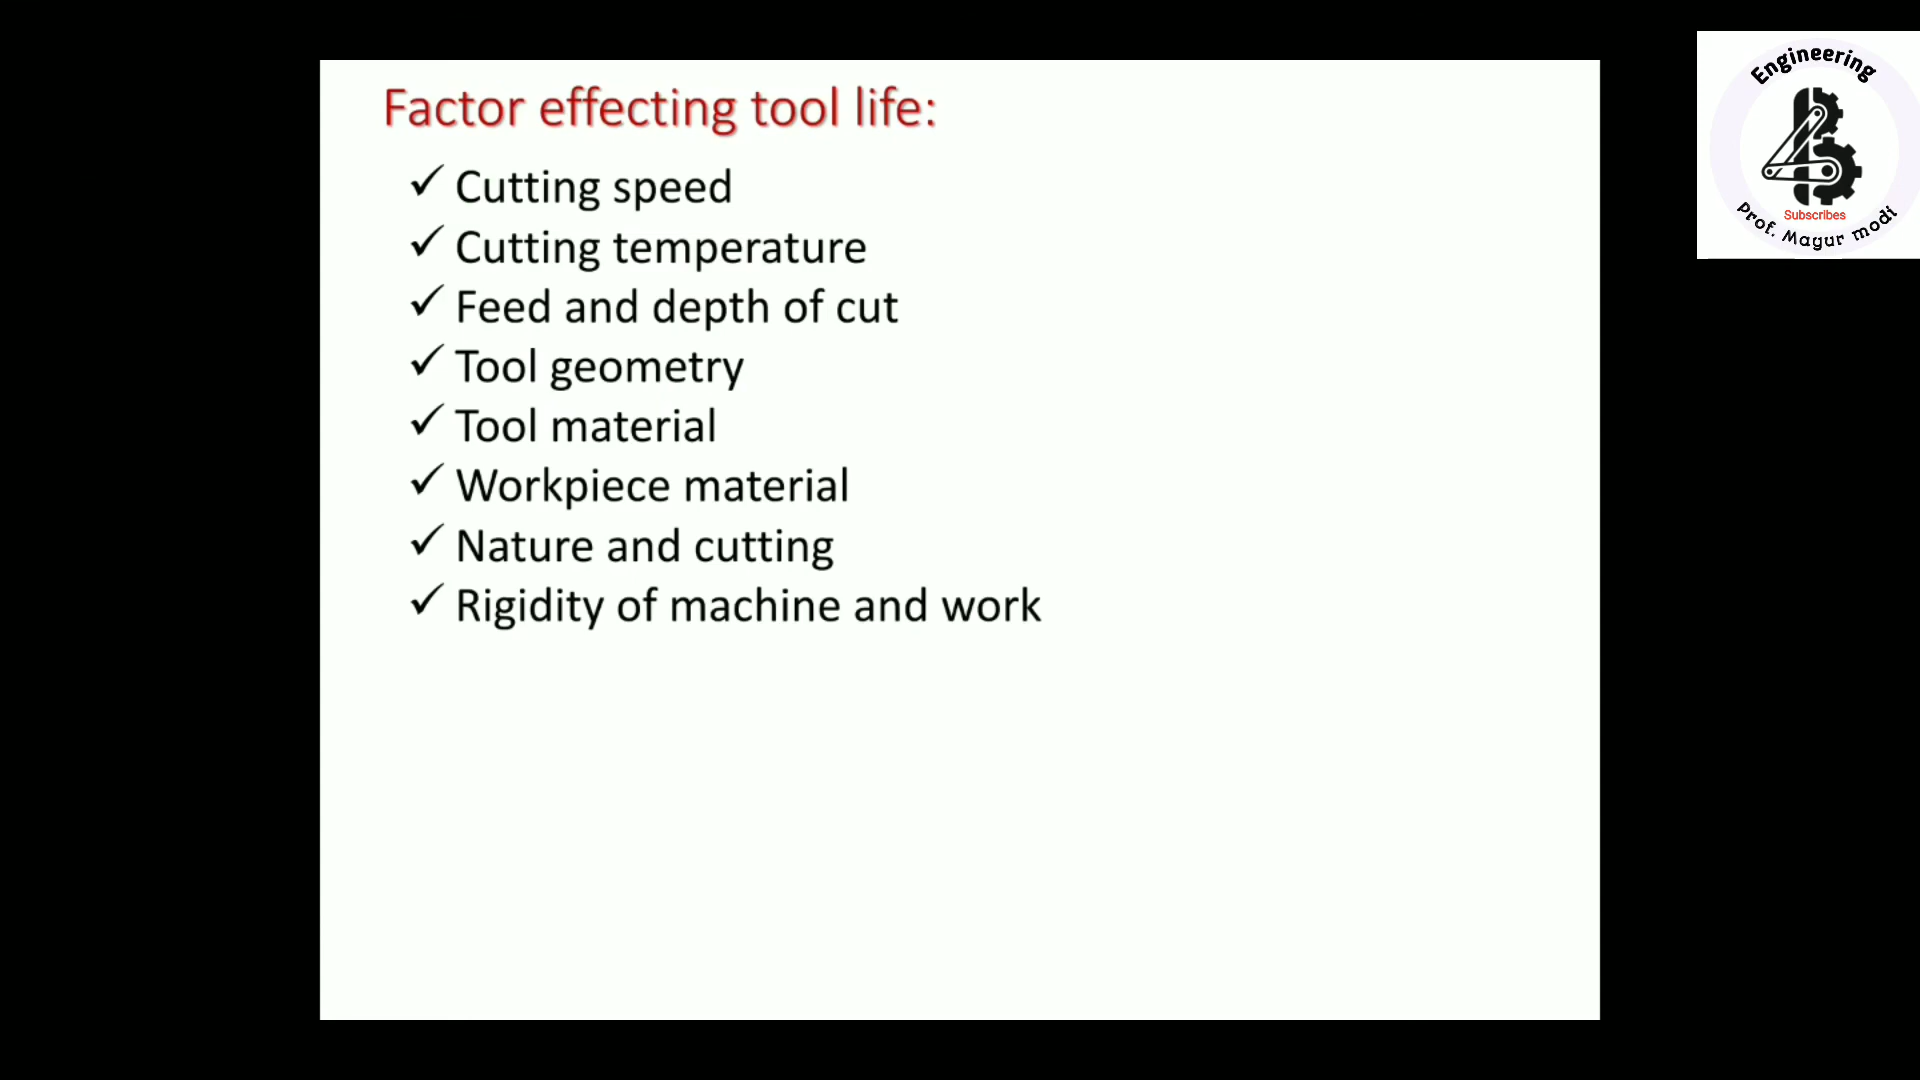 Factor effecting tool life:
✓ Cutting speed
✓ Cutting temperature
✓ Feed and depth of cut
✓ Tool geometry
✓ Tool material
✓ Workpiece material
✓ Nature and cutting
✓ Rigidity of machine and work
Engineering
Subscribes
Prof. Mayur modi